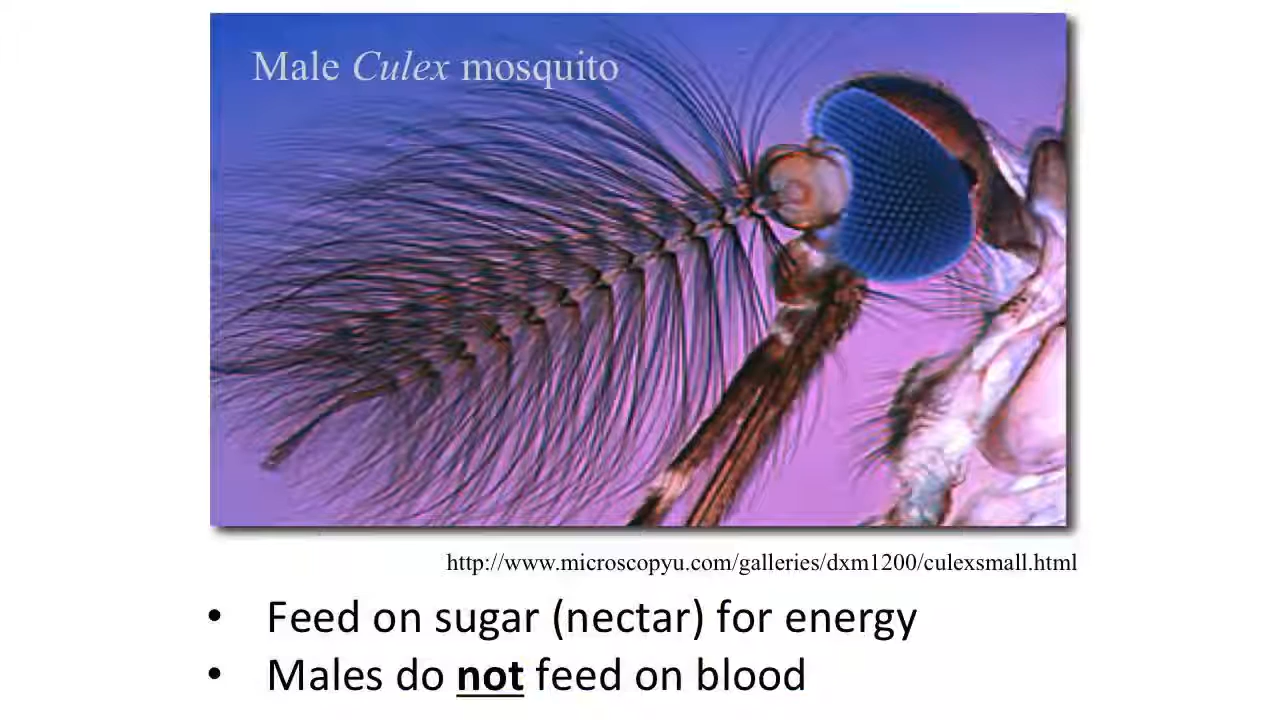 Male Culex mosquito
http://www.microscopyu.com/galleries/dxm1200/culexsmall.html
• Feed on sugar (nectar) for energy
• Males do not feed on blood